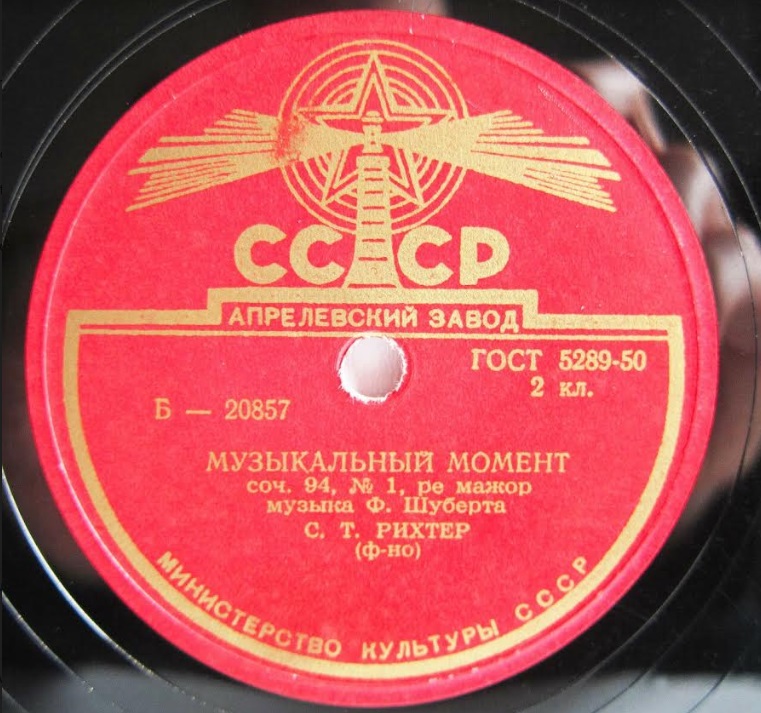 СССР
АПРЕЛЕВСКИЙ ЗАВОД
ГОСТ 5289-50
2 кл.
Б — 20857
МУЗЫКАЛЬНЫЙ МОМЕНТ
соч. 94, № 1, ре мажор
музыка Ф. Шуберта
С. Т. РИХТЕР
(ф-но)
МИНИСТЕРСТВО КУЛЬТУРЫ СССР